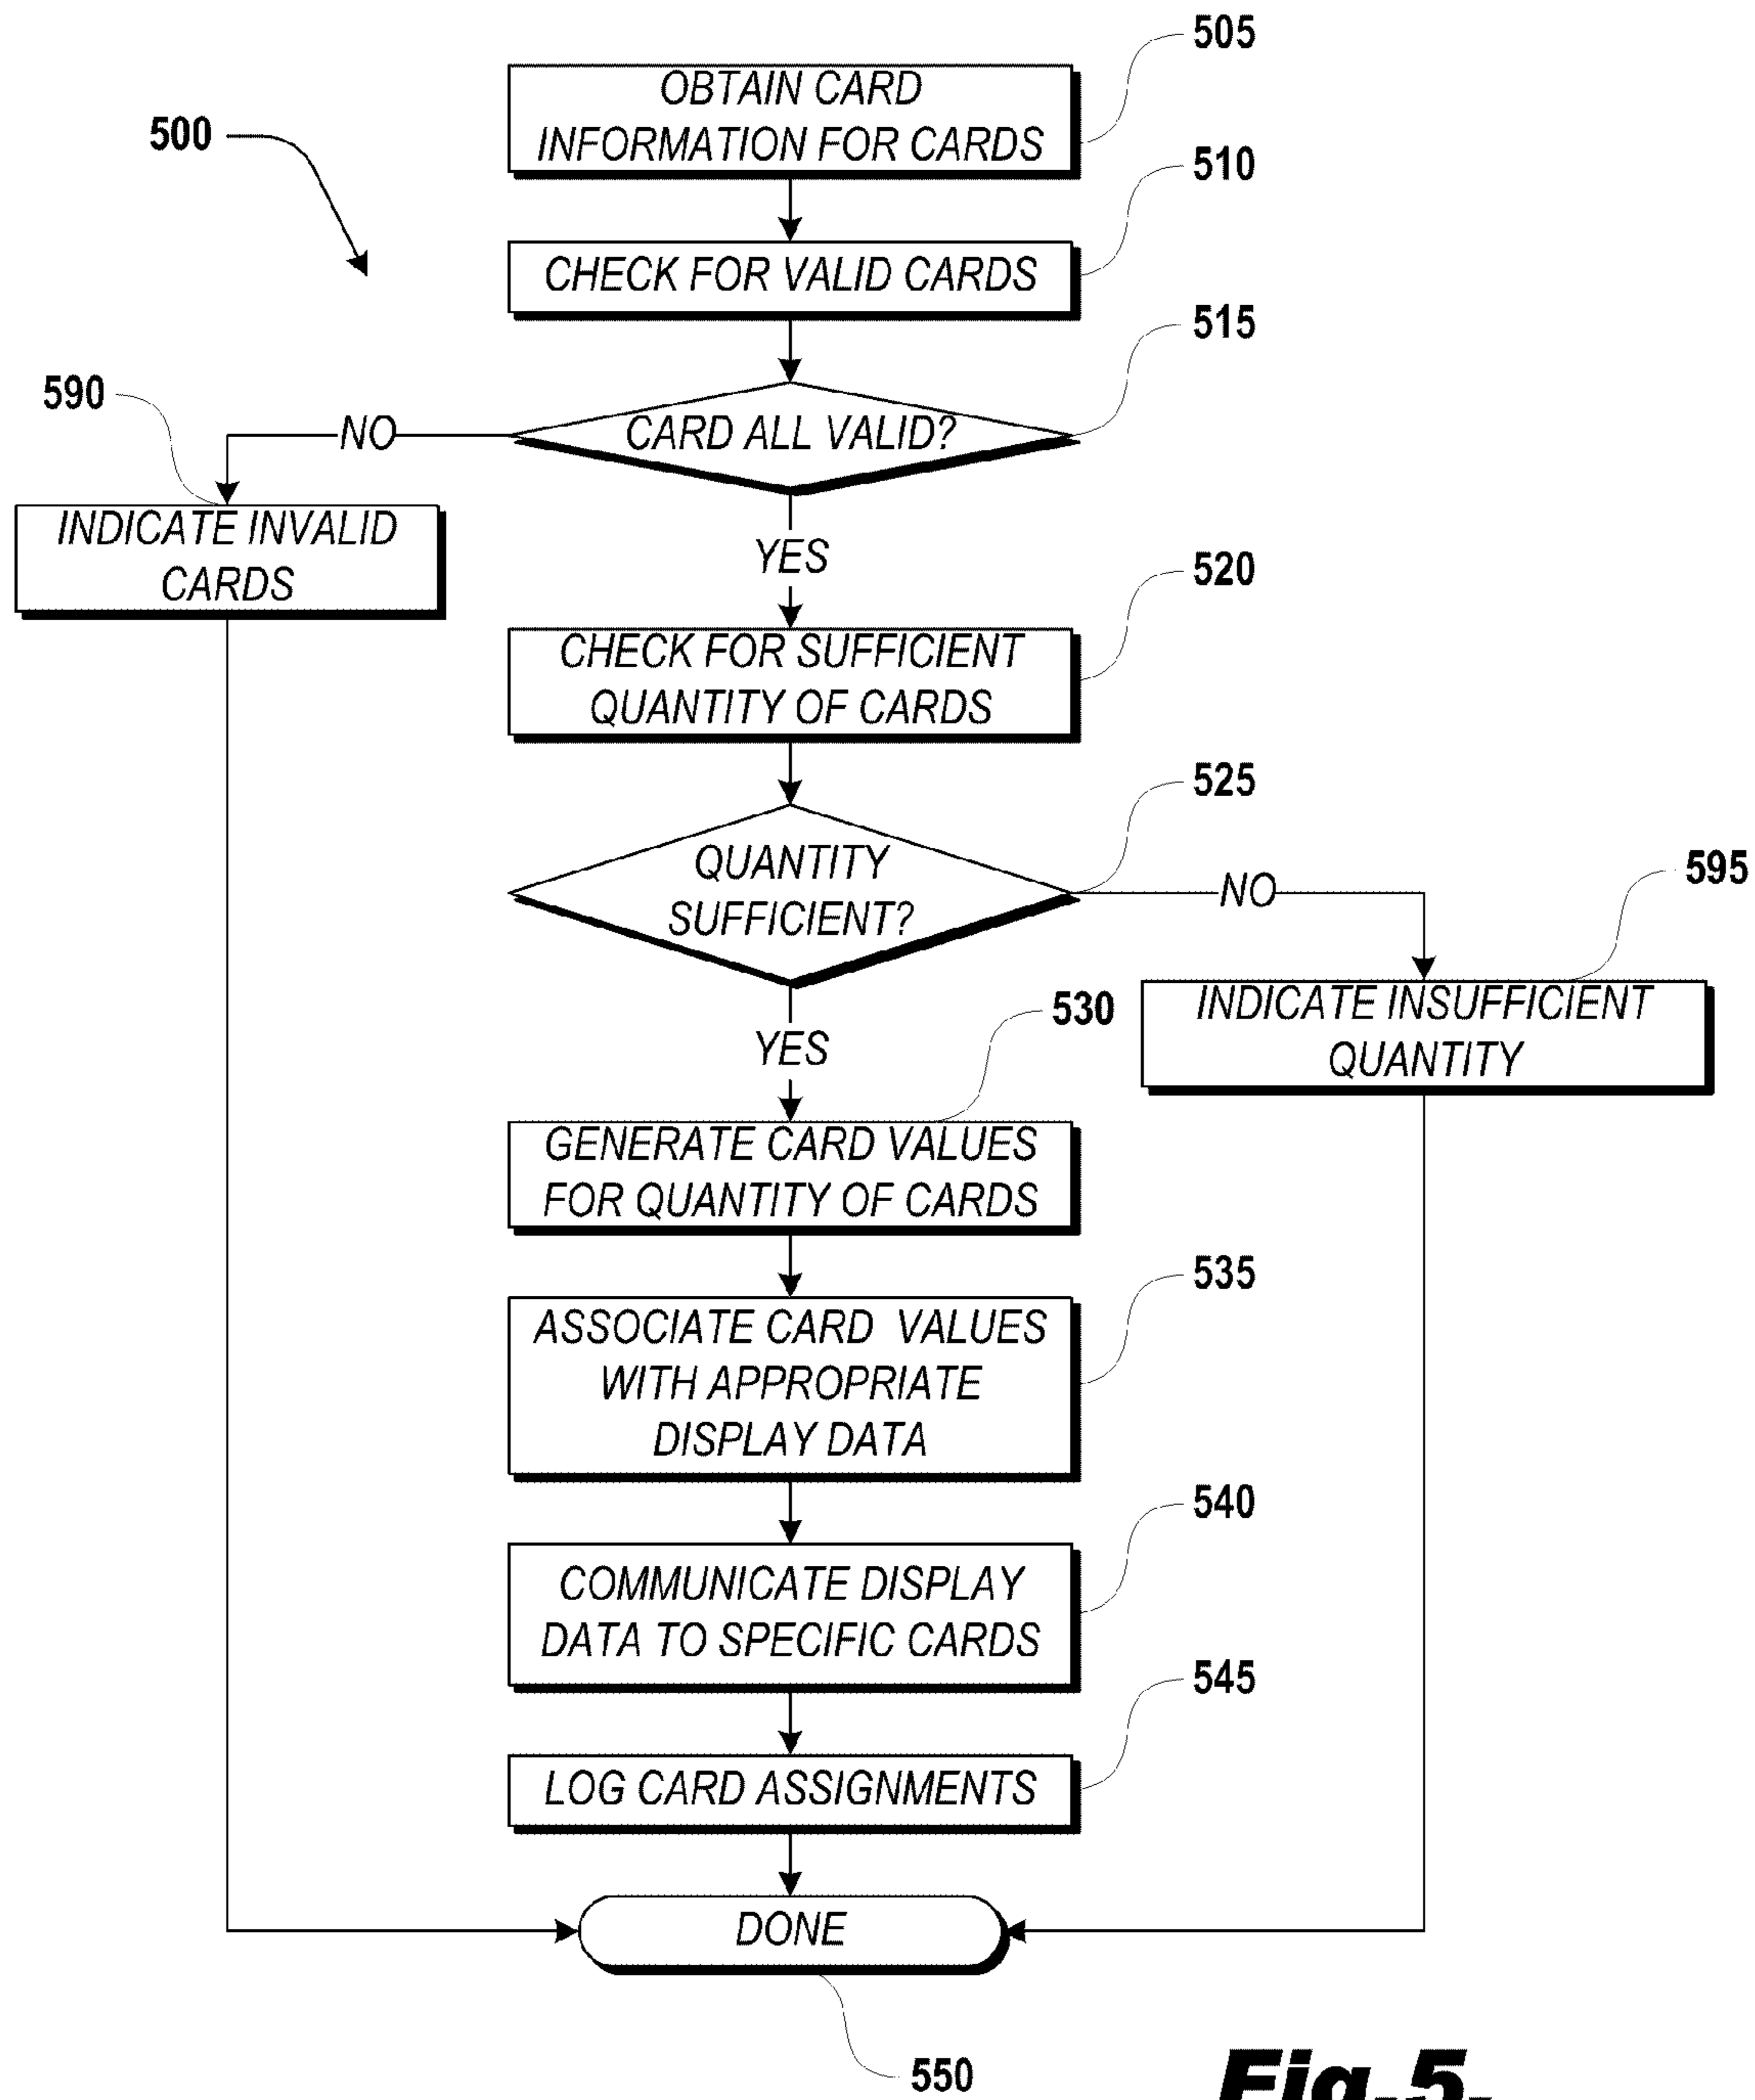 505
OBTAIN CARD
INFORMATION FOR CARDS
500
510
CHECK FOR VALID CARDS
515
590
NO
CARD ALL VALID?
INDICATE INVALID
CARDS
YES
520
CHECK FOR SUFFICIENT
QUANTITY OF CARDS
525
QUANTITY
SUFFICIENT?
NO
595
INDICATE INSUFFICIENT
QUANTITY
530
YES
GENERATE CARD VALUES
FOR QUANTITY OF CARDS
535
ASSOCIATE CARD VALUES
WITH APPROPRIATE
DISPLAY DATA
540
COMMUNICATE DISPLAY
DATA TO SPECIFIC CARDS
545
LOG CARD ASSIGNMENTS
DONE
550
Fig.5.